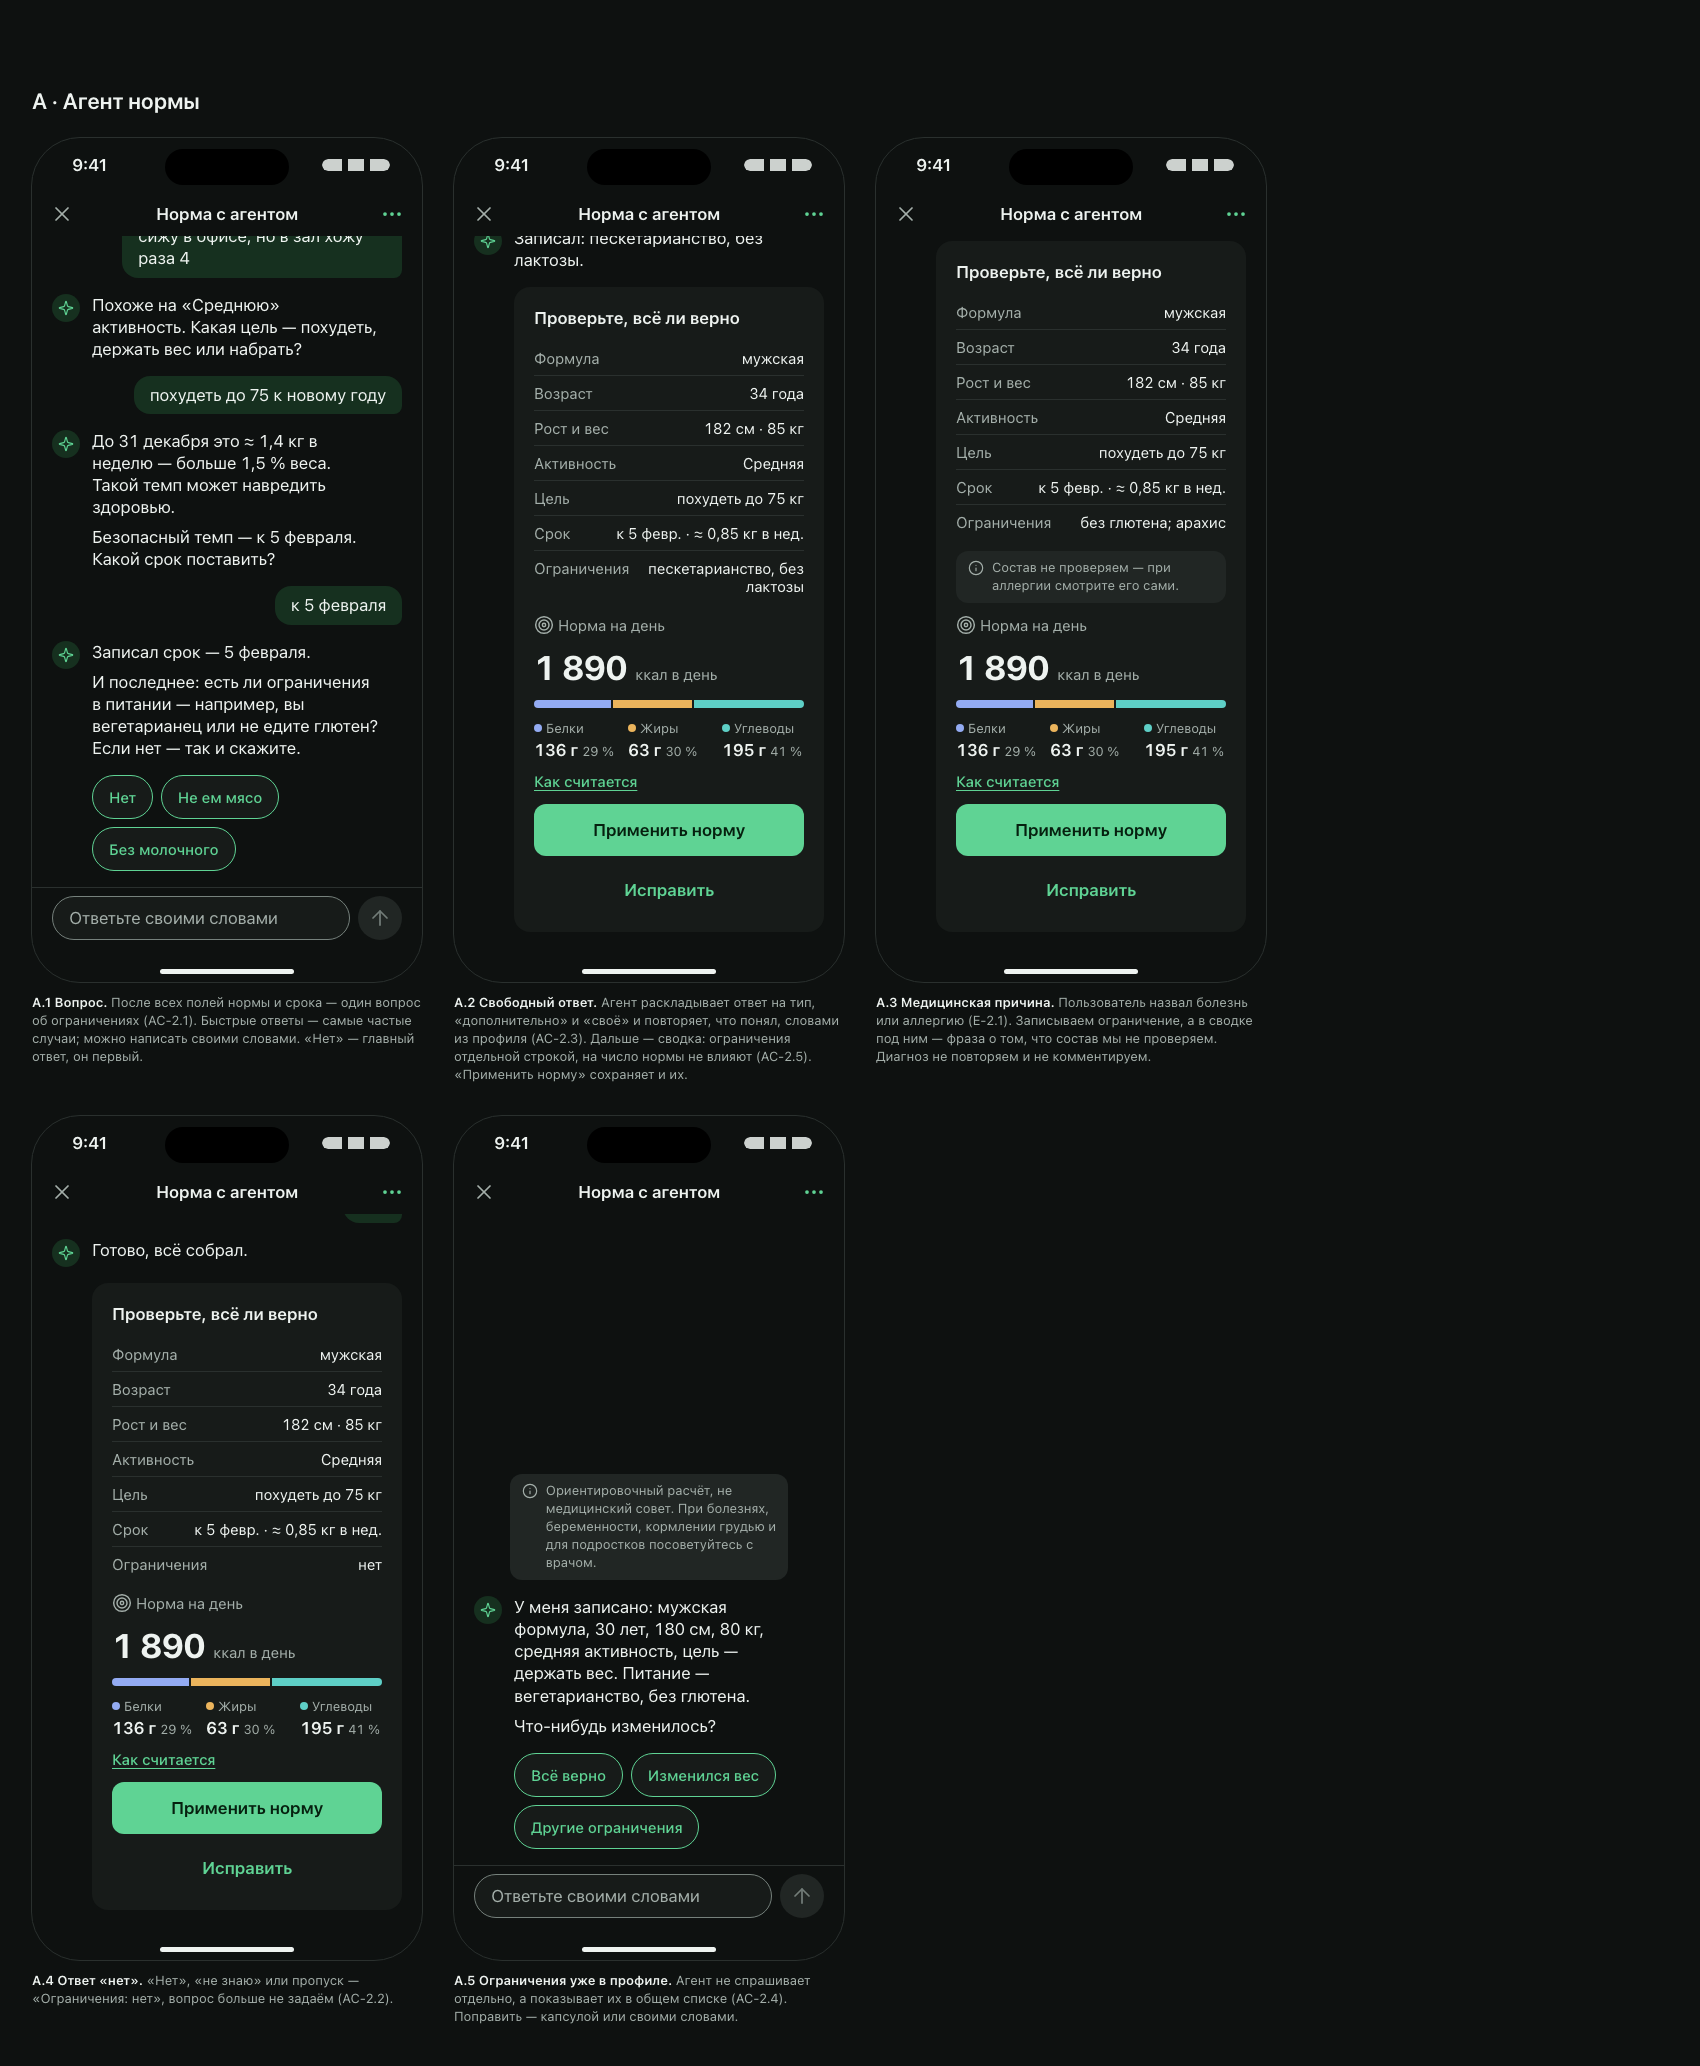 А · Агент нормы
9:41
Норма с агентом
сижу в офисе, но в зал хожу
раза 4
Похоже на «Среднюю»
активность. Какая цель — похудеть,
держать вес или набрать?
похудеть до 75 к новому году
До 31 декабря это ≈ 1,4 кг в
неделю — больше 1,5 % веса.
Такой темп может навредить
здоровью.
Безопасный темп — к 5 февраля.
Какой срок поставить?
к 5 февраля
Записал срок — 5 февраля.
И последнее: есть ли ограничения
в питании — например, вы
вегетарианец или не едите глютен?
Если нет — так и скажите.
Нет
Не ем мясо
Без молочного
Ответьте своими словами
А.1 Вопрос. После всех полей нормы и срока — один вопрос
об ограничениях (AC-2.1). Быстрые ответы — самые частые
случаи; можно написать своими словами. «Нет» — главный
ответ, он первый.
9:41
Норма с агентом
Записал: пескетарианство, без
лактозы.
Проверьте, всё ли верно
Формула мужская
Возраст 34 года
Рост и вес 182 см · 85 кг
Активность Средняя
Цель похудеть до 75 кг
Срок к 5 февр. · ≈ 0,85 кг в нед.
Ограничения пескетарианство, без
лактозы
Норма на день
1 890 ккал в день
Белки Жиры Углеводы
136 г 29 % 63 г 30 % 195 г 41 %
Как считается
Применить норму
Исправить
А.2 Свободный ответ. Агент раскладывает ответ на тип,
«дополнительно» и «своё» и повторяет, что понял, словами
из профиля (AC-2.3). Дальше — сводка: ограничения
отдельной строкой, на число нормы не влияют (AC-2.5).
«Применить норму» сохраняет и их.
9:41
Норма с агентом
Проверьте, всё ли верно
Формула мужская
Возраст 34 года
Рост и вес 182 см · 85 кг
Активность Средняя
Цель похудеть до 75 кг
Срок к 5 февр. · ≈ 0,85 кг в нед.
Ограничения без глютена; арахис
Состав не проверяем — при
аллергии смотрите его сами.
Норма на день
1 890 ккал в день
Белки Жиры Углеводы
136 г 29 % 63 г 30 % 195 г 41 %
Как считается
Применить норму
Исправить
А.3 Медицинская причина. Пользователь назвал болезнь
или аллергию (E-2.1). Записываем ограничение, а в сводке
под ним — фраза о том, что состав мы не проверяем.
Диагноз не повторяем и не комментируем.
9:41
Норма с агентом
Готово, всё собрал.
Проверьте, всё ли верно
Формула мужская
Возраст 34 года
Рост и вес 182 см · 85 кг
Активность Средняя
Цель похудеть до 75 кг
Срок к 5 февр. · ≈ 0,85 кг в нед.
Ограничения нет
Норма на день
1 890 ккал в день
Белки Жиры Углеводы
136 г 29 % 63 г 30 % 195 г 41 %
Как считается
Применить норму
Исправить
А.4 Ответ «нет». «Нет», «не знаю» или пропуск —
«Ограничения: нет», вопрос больше не задаём (AC-2.2).
9:41
Норма с агентом
Ориентировочный расчёт, не
медицинский совет. При болезнях,
беременности, кормлении грудью и
для подростков посоветуйтесь с
врачом.
У меня записано: мужская
формула, 30 лет, 180 см, 80 кг,
средняя активность, цель —
держать вес. Питание —
вегетарианство, без глютена.
Что-нибудь изменилось?
Всё верно
Изменился вес
Другие ограничения
Ответьте своими словами
А.5 Ограничения уже в профиле. Агент не спрашивает
отдельно, а показывает их в общем списке (AC-2.4).
Поправить — капсулой или своими словами.